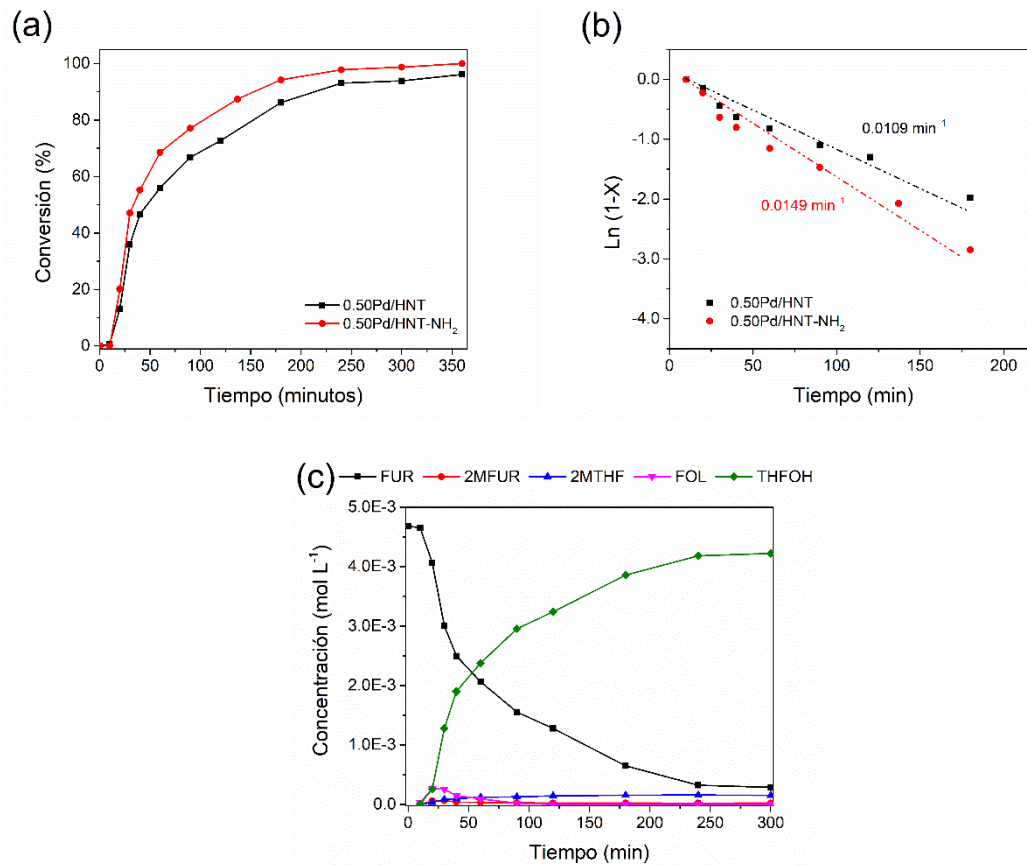 (a)
100
80
60
40
20
0
Conversión (%)
0.50Pd/HNT
0.50Pd/HNT-NH₂
0 50 100 150 200 250 300 350
Tiempo (minutos)
(b)
0.0
-1.0
-2.0
-3.0
-4.0
Ln (1-X)
0.0109 min⁻¹
0.0149 min⁻¹
0.50Pd/HNT
0.50Pd/HNT-NH₂
0 50 100 150 200
Tiempo (min)
(c)
FUR 2MFUR 2MTHF FOL THFOH
5.0E-3
4.0E-3
3.0E-3
2.0E-3
1.0E-3
0.0
Concentración (mol L⁻¹)
0 50 100 150 200 250 300
Tiempo (min)